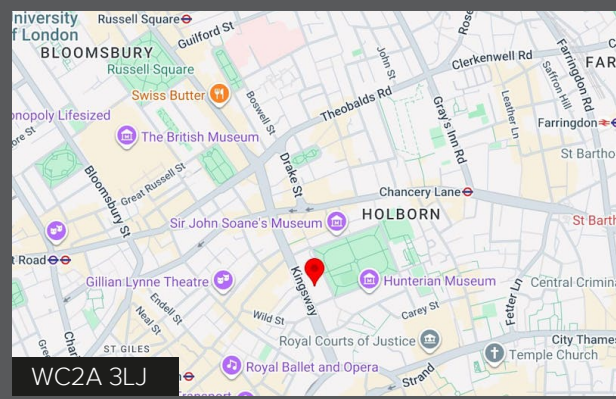 niversity
f London
Russell Square
Guilford St
BLOOMSBURY
Russell Square
Swiss Butter
John St
Clerkenwell Rd
Farringdon Rd
FAR
Saffron Hill
Leather Ln
onopoly Lifesized
Boswell St
Theobalds Rd
Gray's Inn Rd
Farringdon
The British Museum
Drake St
St Bartho
Great Russell St
Bloomsbury St
Chancery Lane
Sir John Soane's Museum
HOLBORN
St Barth
t Road
Gillian Lynne Theatre
Kingsway
Hunterian Museum
Central Crimina
Fetter Ln
Endell St
Neal St
Wild St
Carey St
Royal Courts of Justice
City Thames
ST GILES
Temple Church
Royal Ballet and Opera
Strand
WC2A 3LJ